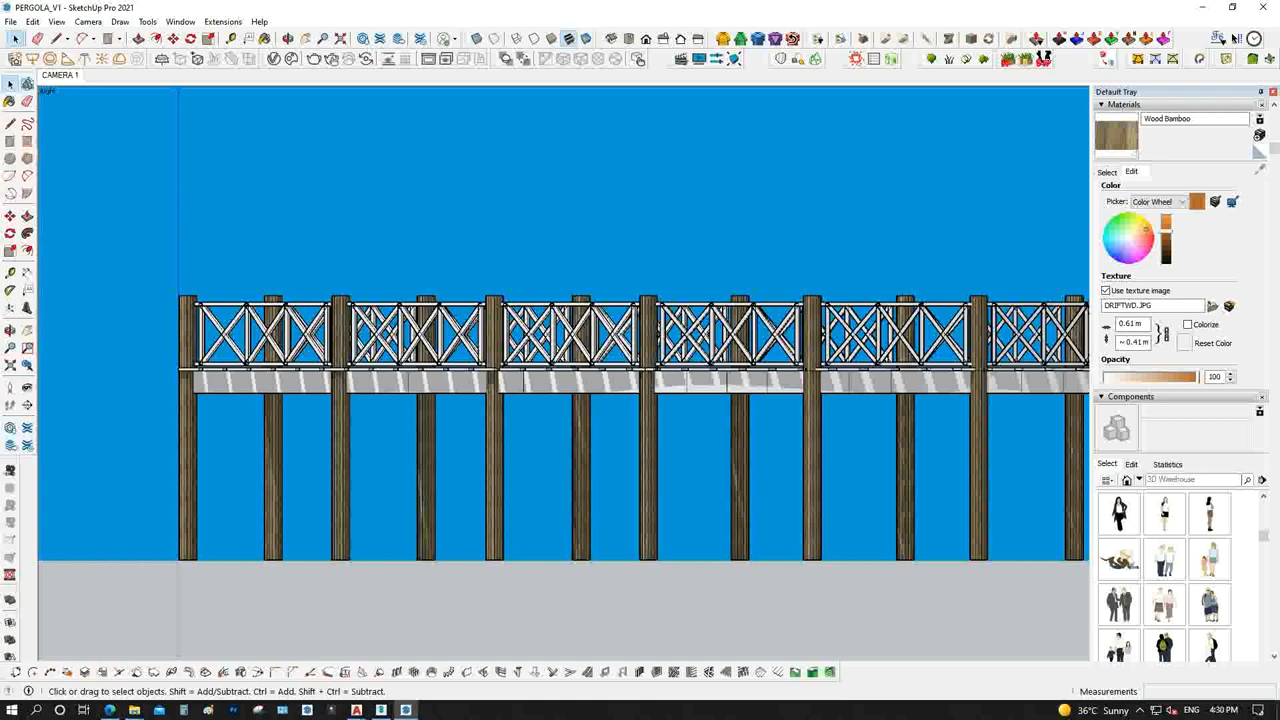 PERGOLA_V1 - SketchUp Pro 2021
File Edit View Camera Draw Tools Window Extensions Help
CAMERA 1
Right
Default Tray
Materials
Wood Bamboo
Select Edit
Color
Picker: Color Wheel
Texture
Use texture image
DRIFTWD.JPG
0.61 m
Colorize
~ 0.41 m
Reset Color
Opacity
100
Components
Select Edit Statistics
3D Warehouse
Click or drag to select objects. Shift = Add/Subtract. Ctrl = Add. Shift + Ctrl = Subtract.
Measurements
36°C Sunny
ENG
4:30 PM